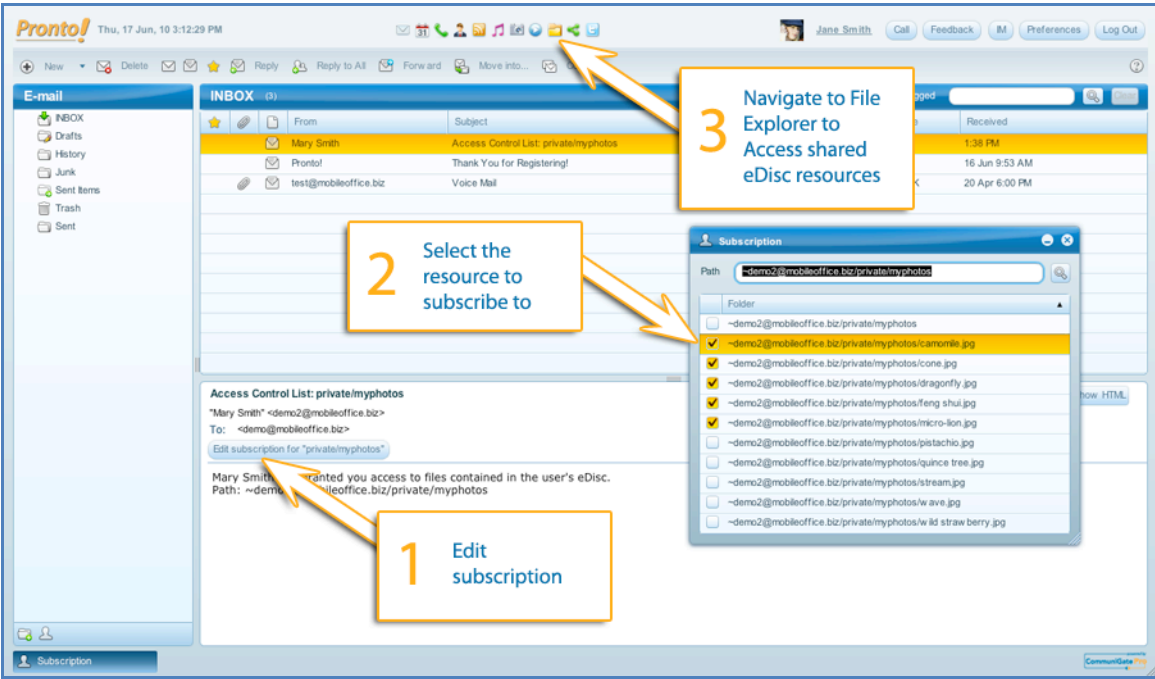 Pronto! Thu, 17 Jun, 10 3:12:29 PM
31
Jane Smith Call Feedback IM Preferences Log Out
New Delete Reply Reply to All Forward Move into...
E-mail
INBOX
Drafts
History
Junk
Sent Items
Trash
Sent
INBOX (3)
gged Clear
From Subject Received
Mary Smith Access Control List: private/myphotos 1:38 PM
Pronto! Thank You for Registering! 16 Jun 9:53 AM
test@mobileoffice.biz Voice Mail K 20 Apr 6:00 PM
3 Navigate to File
Explorer to
Access shared
eDisc resources
2 Select the
resource to
subscribe to
Subscription
Path ~demo2@mobileoffice.biz/private/myphotos
Folder
~demo2@mobileoffice.biz/private/myphotos
~demo2@mobileoffice.biz/private/myphotos/camomile.jpg
~demo2@mobileoffice.biz/private/myphotos/cone.jpg
~demo2@mobileoffice.biz/private/myphotos/dragonfly.jpg
~demo2@mobileoffice.biz/private/myphotos/feng shui.jpg
~demo2@mobileoffice.biz/private/myphotos/micro-lion.jpg
~demo2@mobileoffice.biz/private/myphotos/pistachio.jpg
~demo2@mobileoffice.biz/private/myphotos/quince tree.jpg
~demo2@mobileoffice.biz/private/myphotos/stream.jpg
~demo2@mobileoffice.biz/private/myphotos/wave.jpg
~demo2@mobileoffice.biz/private/myphotos/wild strawberry.jpg
Access Control List: private/myphotos
how HTML
"Mary Smith" <demo2@mobileoffice.biz>
To: <demo@mobileoffice.biz>
Edit subscription for "private/myphotos"
Mary Smith ranted you access to files contained in the user's eDisc.
Path: ~demo bileoffice.biz/private/myphotos
1 Edit
subscription
Subscription
CommuniGate Pro